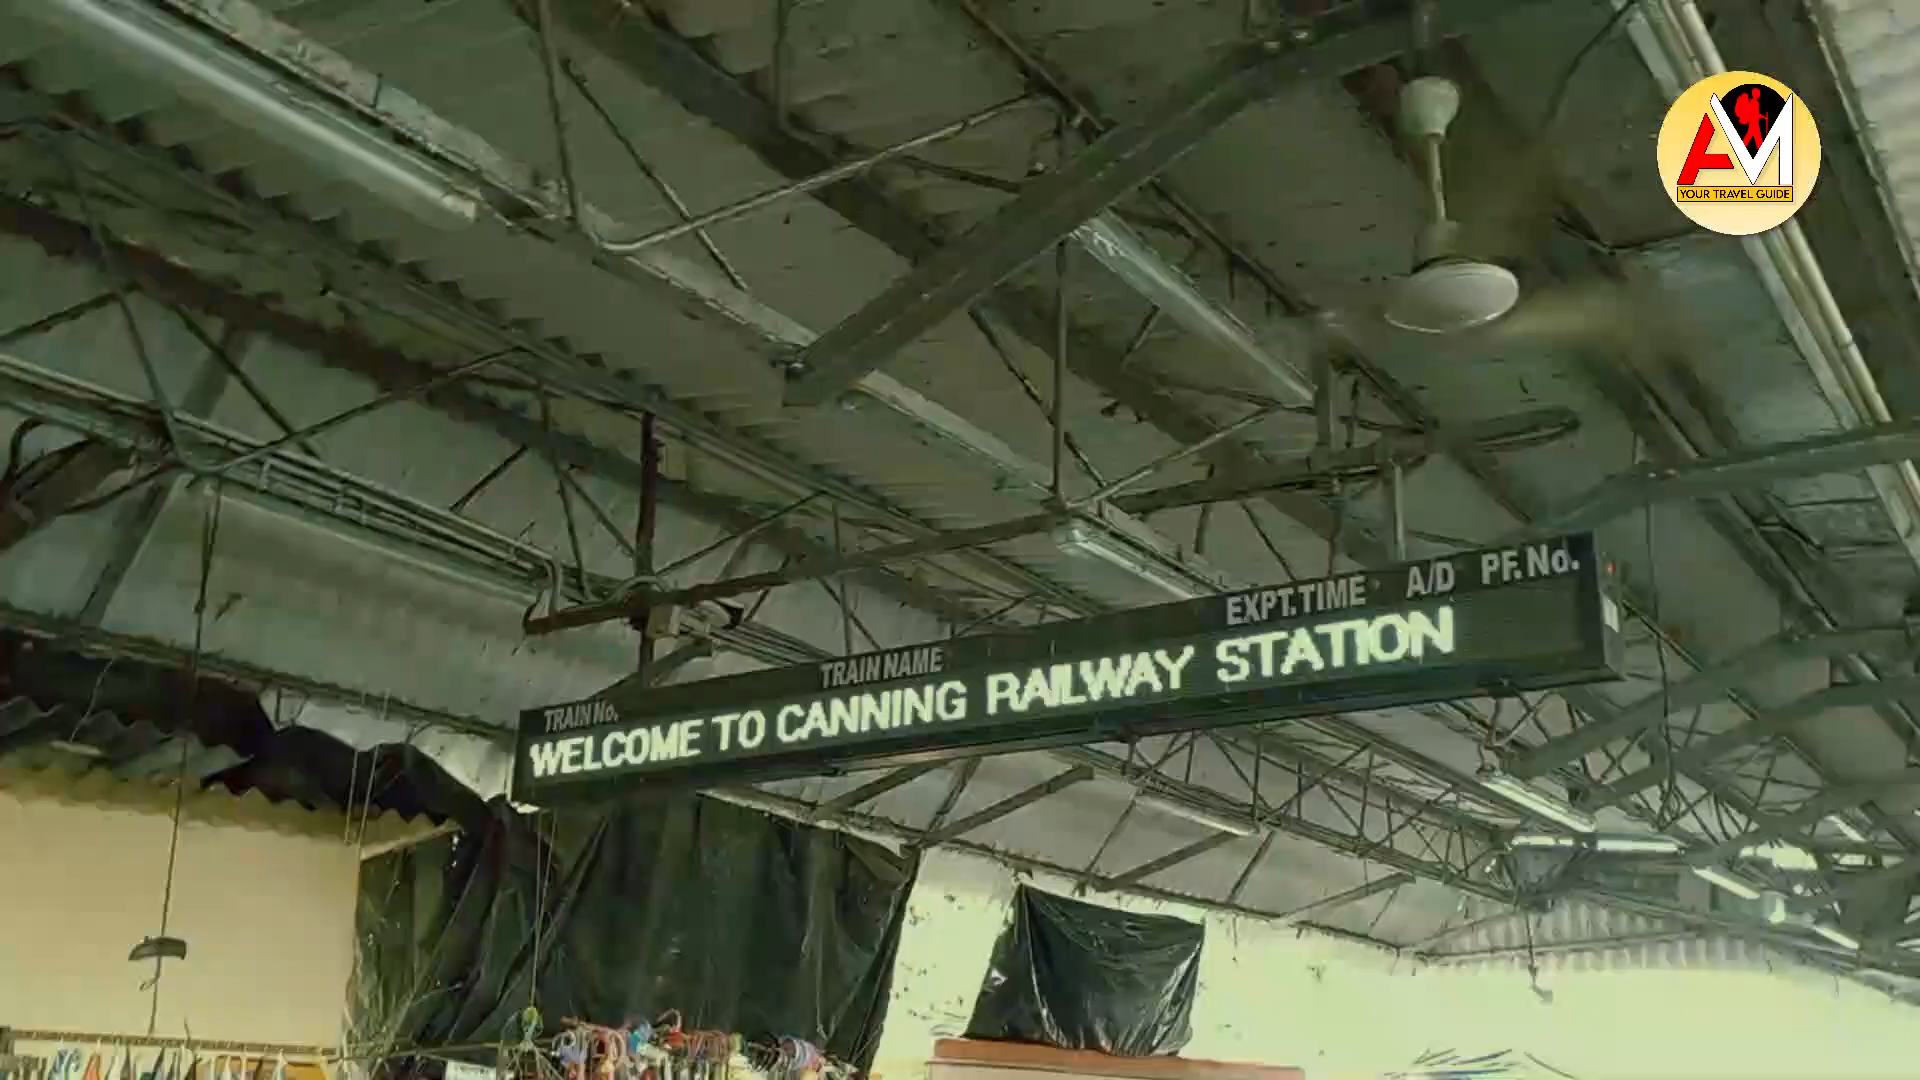 AM
YOUR TRAVEL GUIDE
TRAIN No. TRAIN NAME EXPT.TIME A/D PF.No.
WELCOME TO CANNING RAILWAY STATION